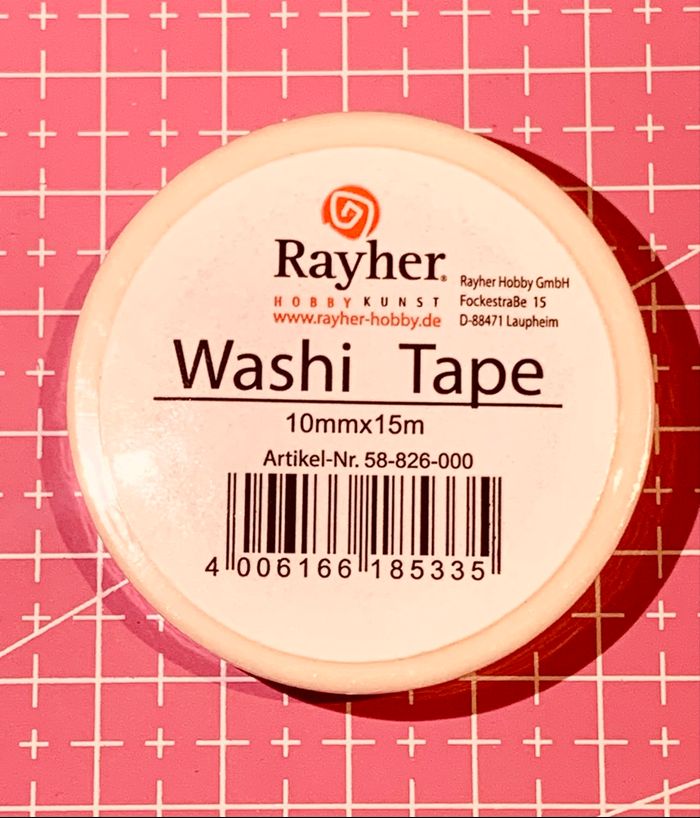 Rayher®
HOBBYKUNST
www.rayher-hobby.de
Rayher Hobby GmbH
Fockestraße 15
D-88471 Laupheim
Washi Tape
10mmx15m
Artikel-Nr. 58-826-000
4 006166 185335